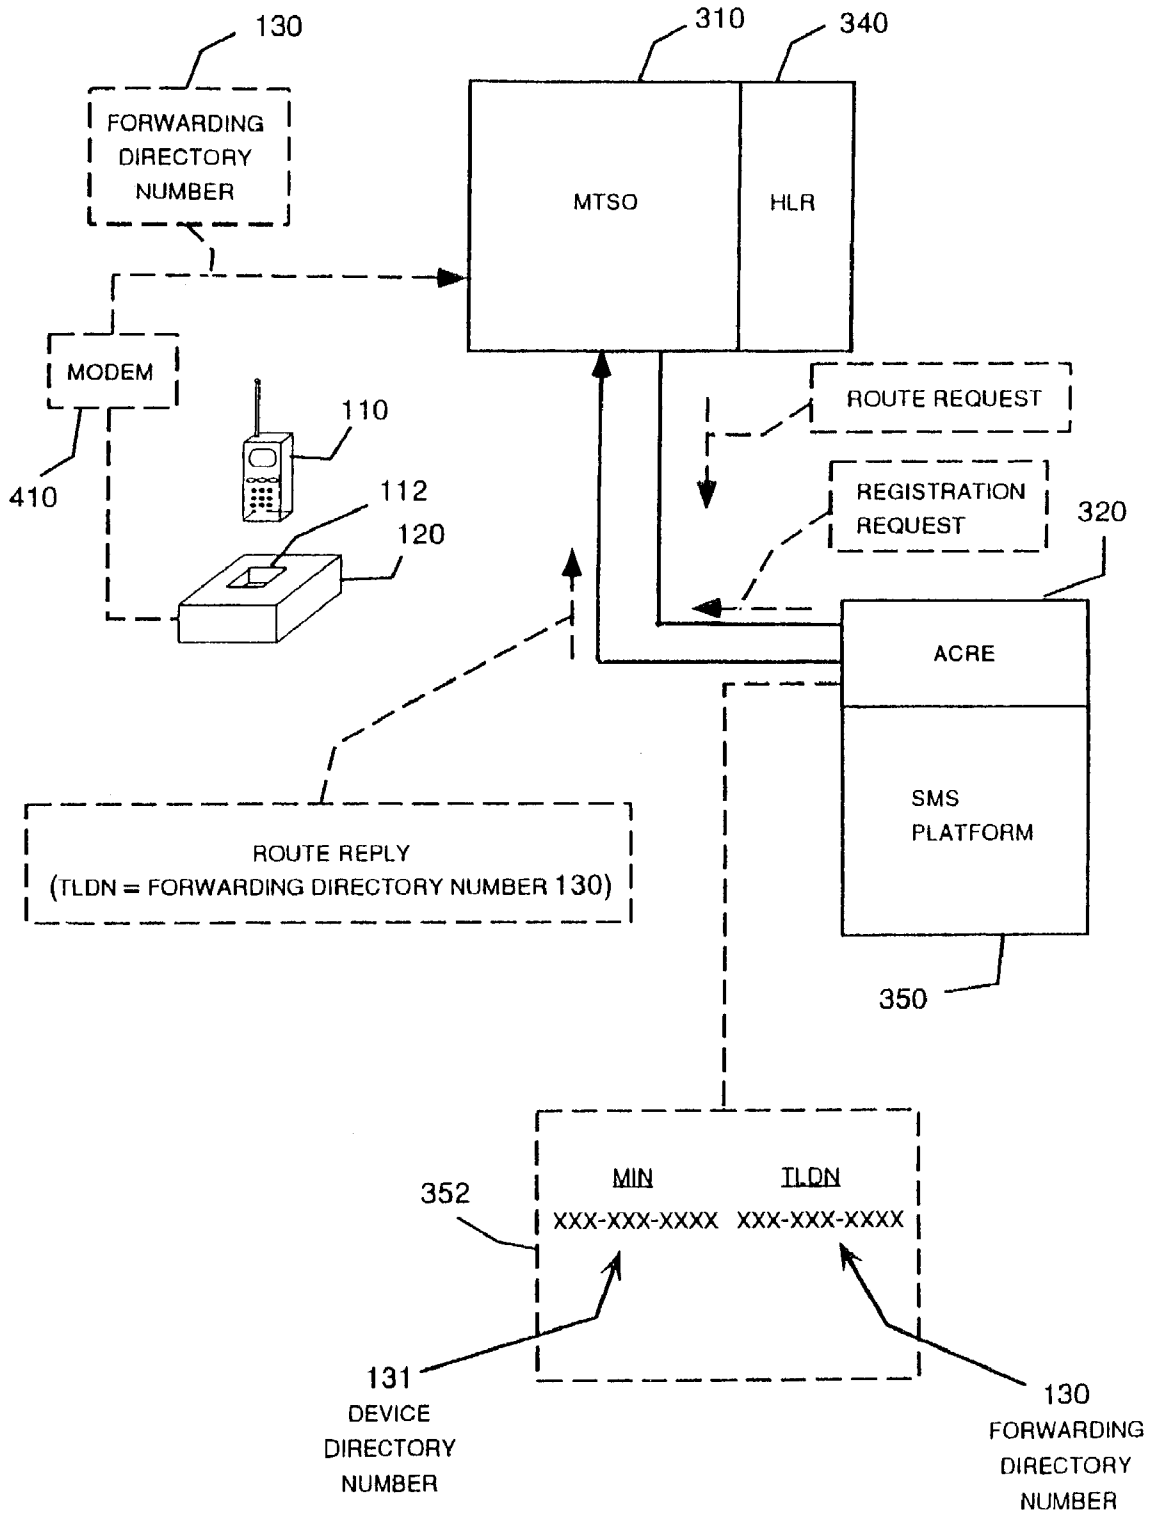 130
310
340
FORWARDING
DIRECTORY
NUMBER
MTSO
HLR
MODEM
ROUTE REQUEST
110
410
112
REGISTRATION
REQUEST
120
320
ACRE
SMS
PLATFORM
ROUTE REPLY
(TLDN = FORWARDING DIRECTORY NUMBER 130)
350
MIN
TLDN
352
XXX-XXX-XXXX
XXX-XXX-XXXX
131
DEVICE
DIRECTORY
NUMBER
130
FORWARDING
DIRECTORY
NUMBER